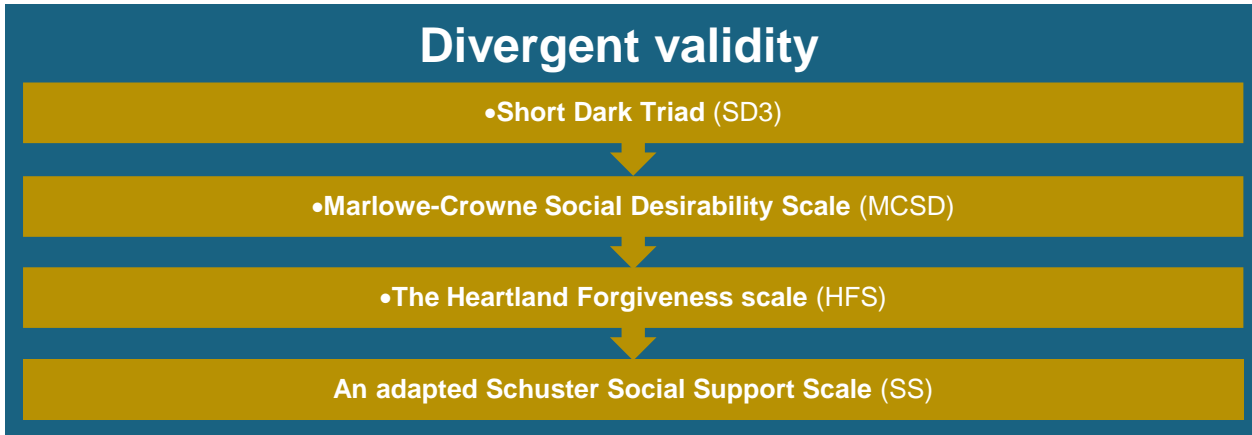 Divergent validity
•Short Dark Triad (SD3)
•Marlowe-Crowne Social Desirability Scale (MCSD)
•The Heartland Forgiveness scale (HFS)
An adapted Schuster Social Support Scale (SS)